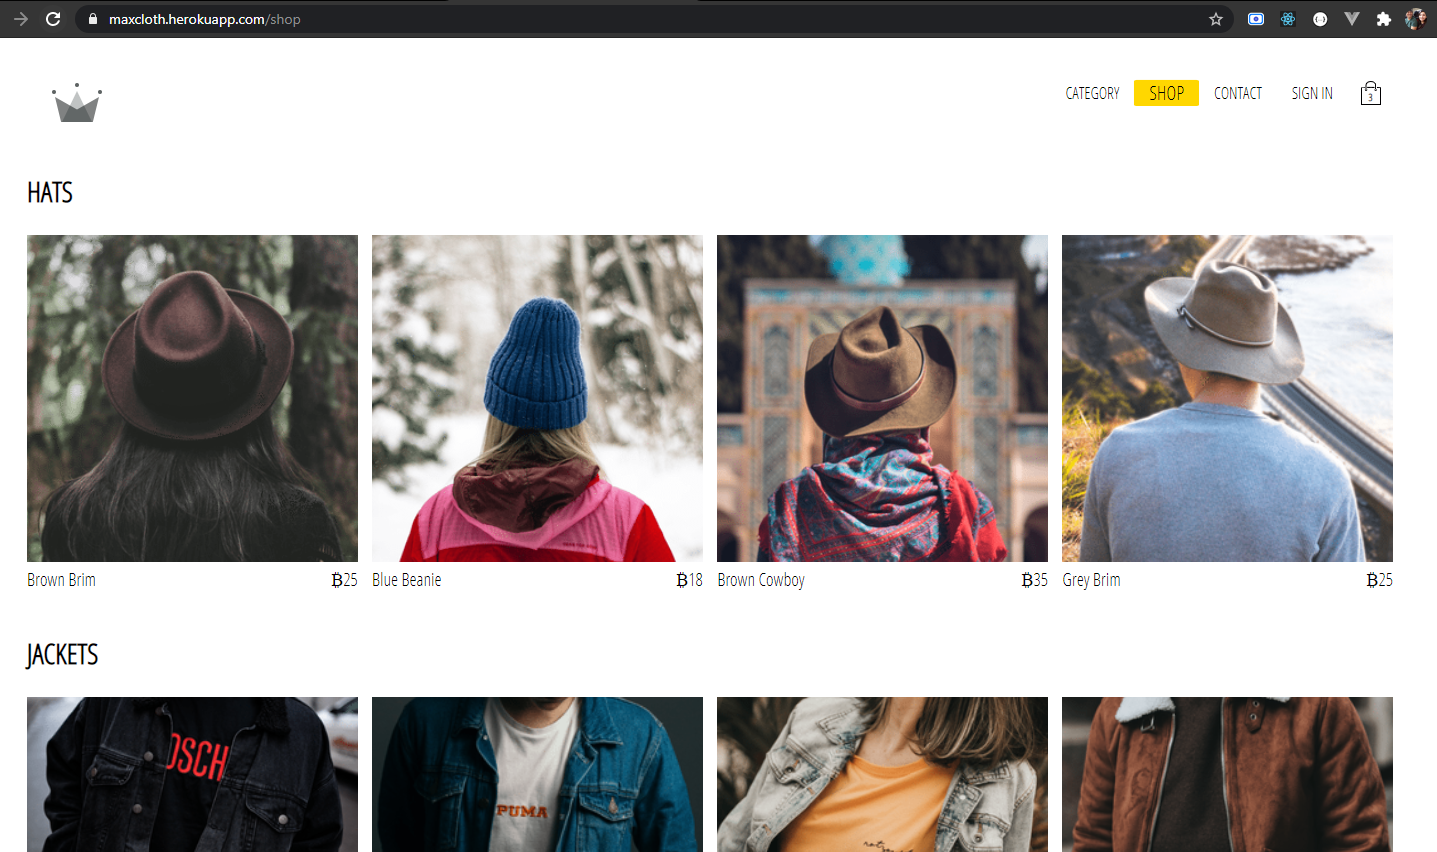 maxcloth.herokuapp.com/shop
CATEGORY
SHOP
CONTACT
SIGN IN
3
HATS
Brown Brim
₿25
Blue Beanie
₿18
Brown Cowboy
₿35
Grey Brim
₿25
JACKETS
OSCH
PUMA